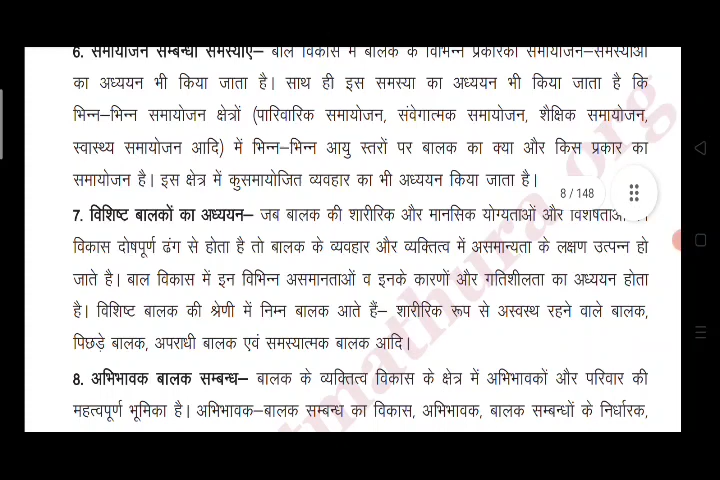 6. समायोजन सम्बन्धी समस्याएँ– बाल विकास में बालक के विभिन्न प्रकारकी समायोजन–समस्याओं
का अध्ययन भी किया जाता है। साथ ही इस समस्या का अध्ययन भी किया जाता है कि
भिन्न–भिन्न समायोजन क्षेत्रों (पारिवारिक समायोजन, संवेगात्मक समायोजन, शैक्षिक समायोजन,
स्वास्थ्य समायोजन आदि) में भिन्न–भिन्न आयु स्तरों पर बालक का क्या और किस प्रकार का
समायोजन है। इस क्षेत्र में कुसमायोजित व्यवहार का भी अध्ययन किया जाता है।
8 / 148
7. विशिष्ट बालकों का अध्ययन– जब बालक की शारीरिक और मानसिक योग्यताओं और विशेषताओं
विकास दोषपूर्ण ढंग से होता है तो बालक के व्यवहार और व्यक्तित्व में असमान्यता के लक्षण उत्पन्न हो
जाते है। बाल विकास में इन विभिन्न असमानताओं व इनके कारणों और गतिशीलता का अध्ययन होता
है। विशिष्ट बालक की श्रेणी में निम्न बालक आते हैं– शारीरिक रूप से अस्वस्थ रहने वाले बालक,
पिछड़े बालक, अपराधी बालक एवं समस्यात्मक बालक आदि।
8. अभिभावक बालक सम्बन्ध– बालक के व्यक्तित्व विकास के क्षेत्र में अभिभावकों और परिवार की
महत्वपूर्ण भूमिका है। अभिभावक–बालक सम्बन्ध का विकास, अभिभावक, बालक सम्बन्धों के निर्धारक,
tmathura.org